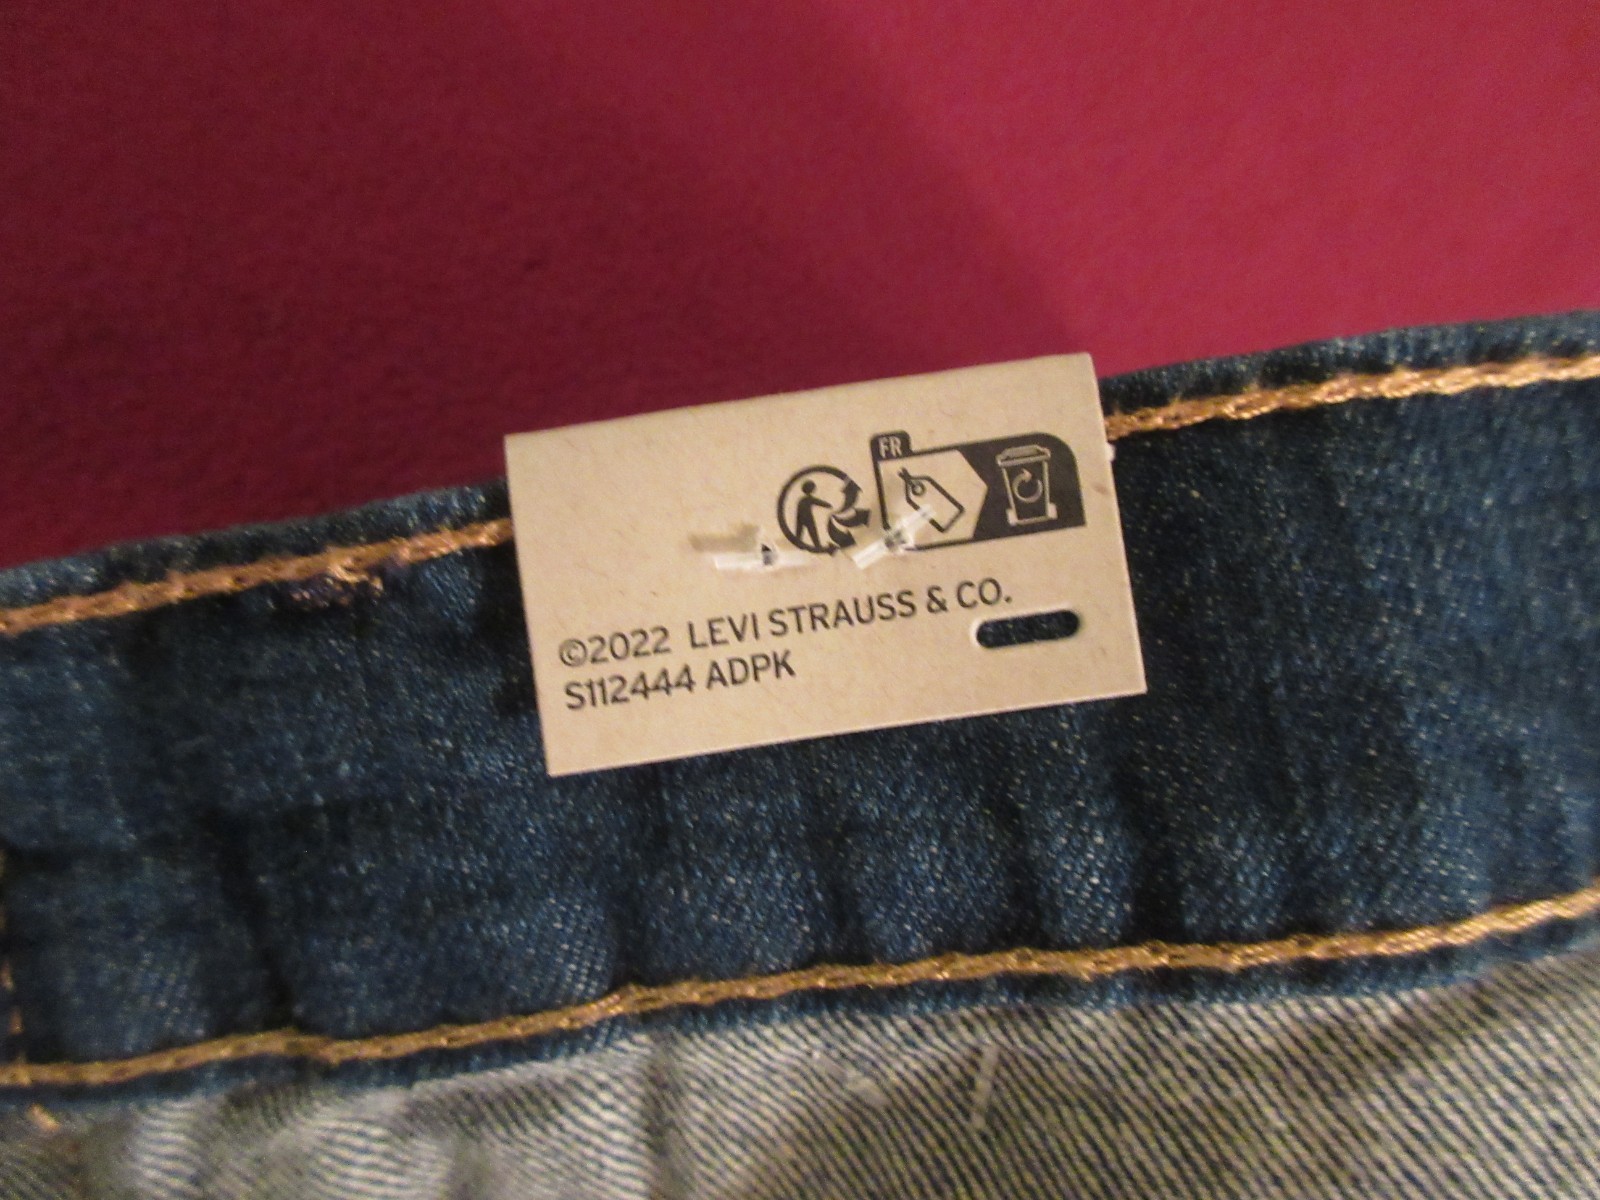 FR
©2022 LEVI STRAUSS & CO.
S112444 ADPK